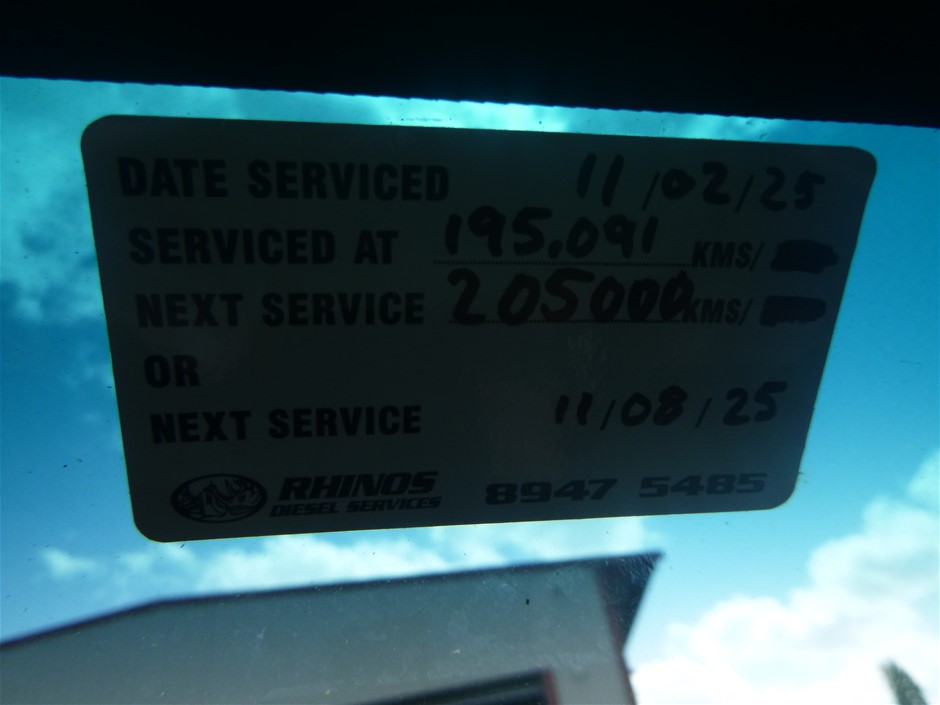 DATE SERVICED 11/02/25
SERVICED AT 195,091 KMS/
NEXT SERVICE 205000 KMS/
OR
NEXT SERVICE 11/08/25
RHINOS 8947 5485
DIESEL SERVICES